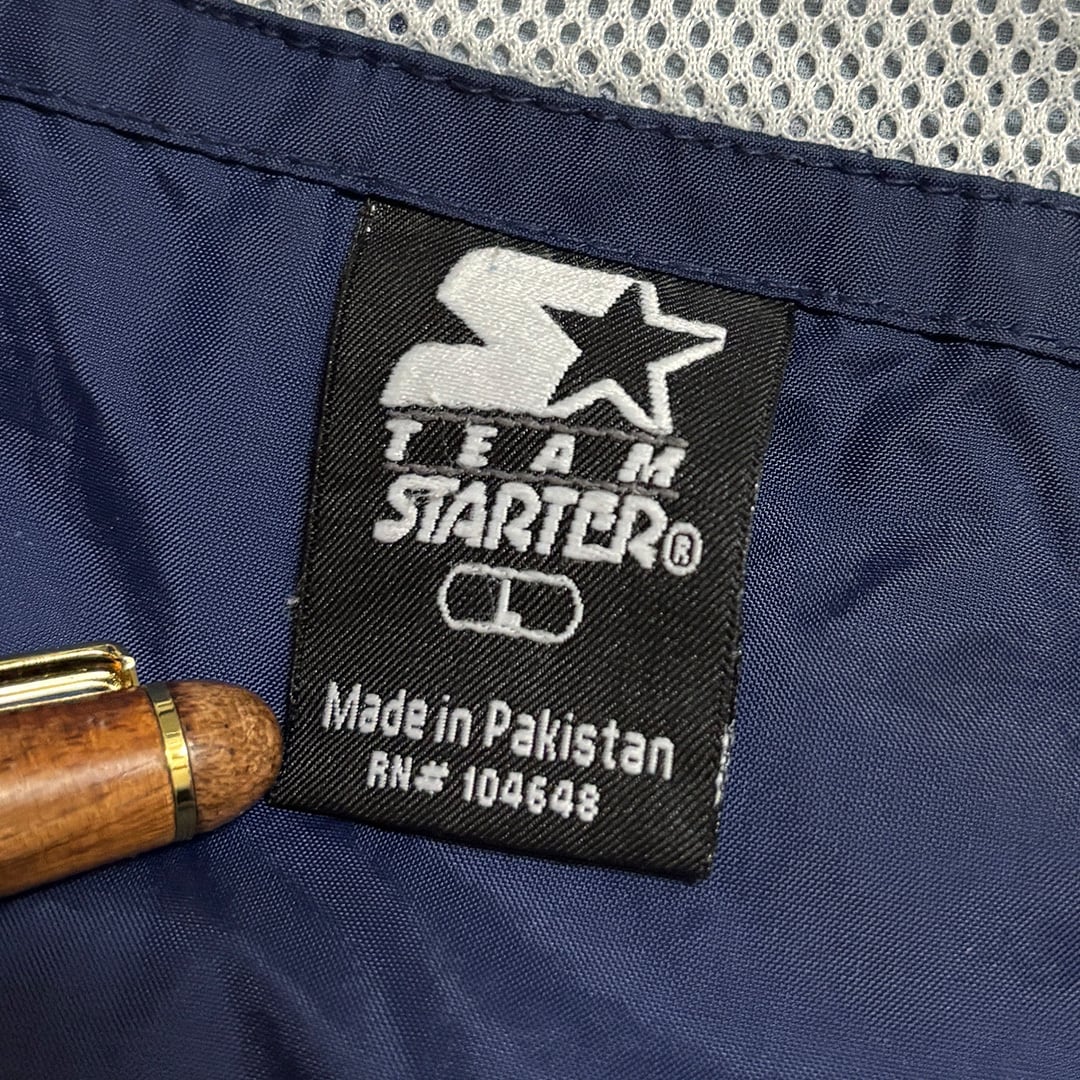 TEAM
STARTER®
L
Made in Pakistan
RN# 104648